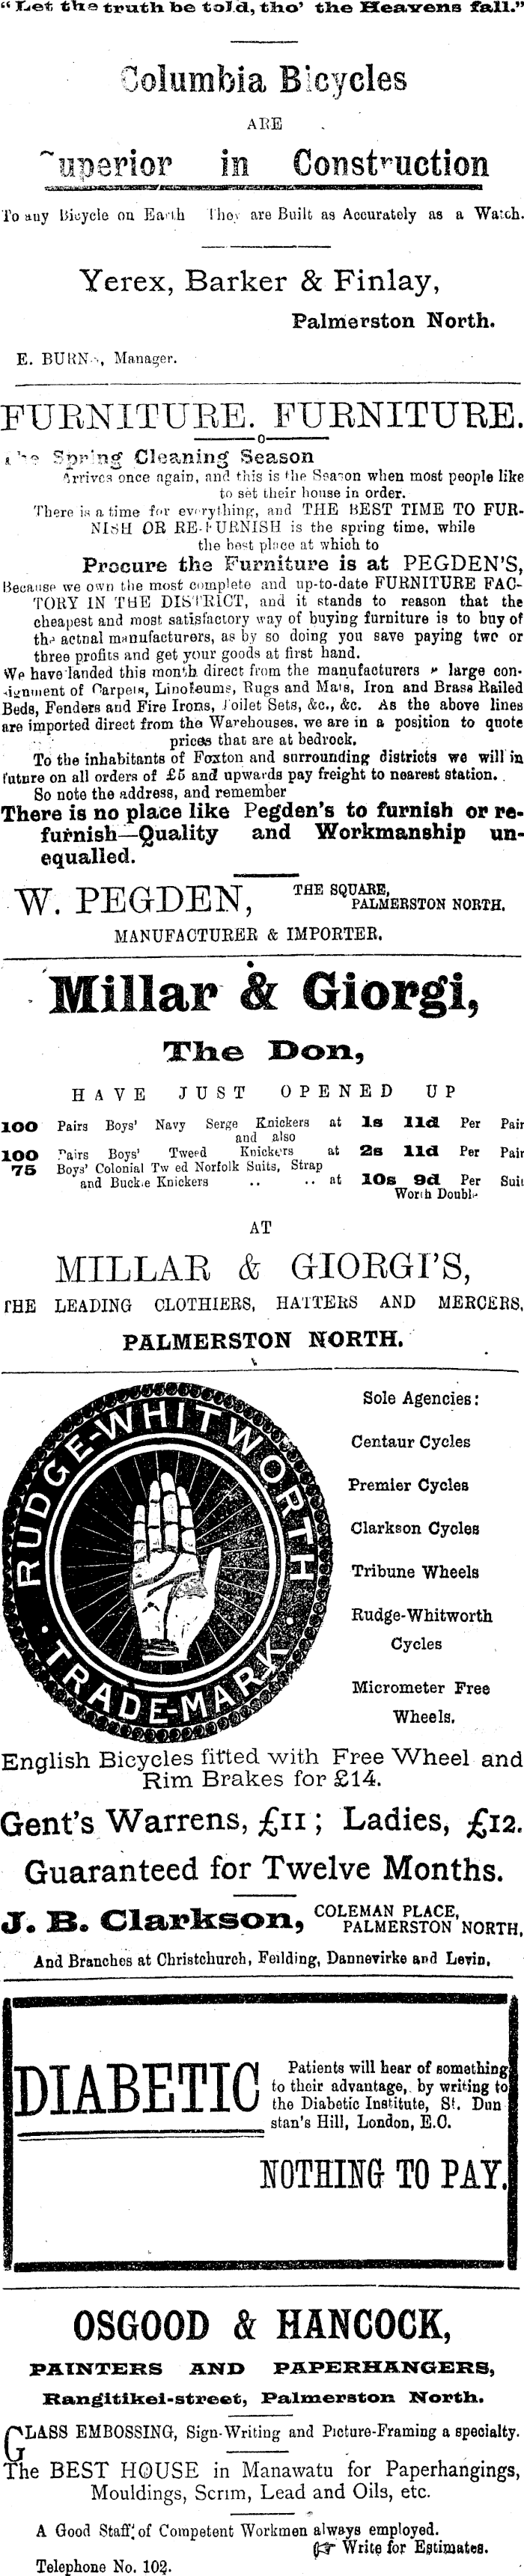 "Let the truth be told, tho' the Heavens fall."
Columbia Bicycles
ARE
Superior in Construction
To any Bicycle on Earth They are Built as Accurately as a Watch.
Yerex, Barker & Finlay,
Palmerston North.
E. BURN, Manager.
FURNITURE. FURNITURE.
The Spring Cleaning Season
Arrives once again, and this is the Season when most people like
to set their house in order.
There is a time for everything, and THE BEST TIME TO FUR-
NISH OR RE-FURNISH is the spring time, while
the best place at which to
Procure the Furniture is at PEGDEN'S,
Because we own the most complete and up-to-date FURNITURE FAC-
TORY IN THE DISTRICT, and it stands to reason that the
cheapest and most satisfactory way of buying furniture is to buy of
the actual manufacturers, as by so doing you save paying two or
three profits and get your goods at first hand.
We have landed this month direct from the manufacturers a large con-
signment of Carpets, Linoleums, Rugs and Mats, Iron and Brass Railed
Beds, Fenders and Fire Irons, Toilet Sets, &c., &c. As the above lines
are imported direct from the Warehouses, we are in a position to quote
prices that are at bedrock.
To the inhabitants of Foxton and surrounding districts we will in
future on all orders of £5 and upwards pay freight to nearest station.
So note the address, and remember
There is no place like Pegden's to furnish or re-
furnish—Quality and Workmanship un-
equalled.
W. PEGDEN, THE SQUARE,
PALMERSTON NORTH.
MANUFACTURER & IMPORTER.
Millar & Giorgi,
The Don,
HAVE JUST OPENED UP
100 Pairs Boys' Navy Serge Knickers at 1s 11d Per Pair
and also
100 Pairs Boys' Tweed Knickers at 2s 11d Per Pair
75 Boys' Colonial Tw ed Norfolk Suits, Strap
and Buckle Knickers .. .. at 10s 9d Per Suit
Worth Double
AT
MILLAR & GIORGI'S,
THE LEADING CLOTHIERS, HATTERS AND MERCERS,
PALMERSTON NORTH.
RUDGE-WHITWORTH
TRADE-MARK
Sole Agencies:
Centaur Cycles
Premier Cycles
Clarkson Cycles
Tribune Wheels
Rudge-Whitworth
Cycles
Micrometer Free
Wheels.
English Bicycles fitted with Free Wheel and
Rim Brakes for £14.
Gent's Warrens, £11; Ladies, £12.
Guaranteed for Twelve Months.
J. B. Clarkson, COLEMAN PLACE,
PALMERSTON NORTH,
And Branches at Christchurch, Feilding, Dannevirke and Levin.
DIABETIC Patients will hear of something
to their advantage, by writing to
the Diabetic Institute, St. Dun
stan's Hill, London, E.C.
NOTHING TO PAY.
OSGOOD & HANCOCK,
PAINTERS AND PAPERHANGERS,
Rangitikei-street, Palmerston North.
GLASS EMBOSSING, Sign-Writing and Picture-Framing a specialty.
The BEST HOUSE in Manawatu for Paperhangings,
Mouldings, Scrim, Lead and Oils, etc.
A Good Staff of Competent Workmen always employed.
☞ Write for Estimates.
Telephone No. 102.